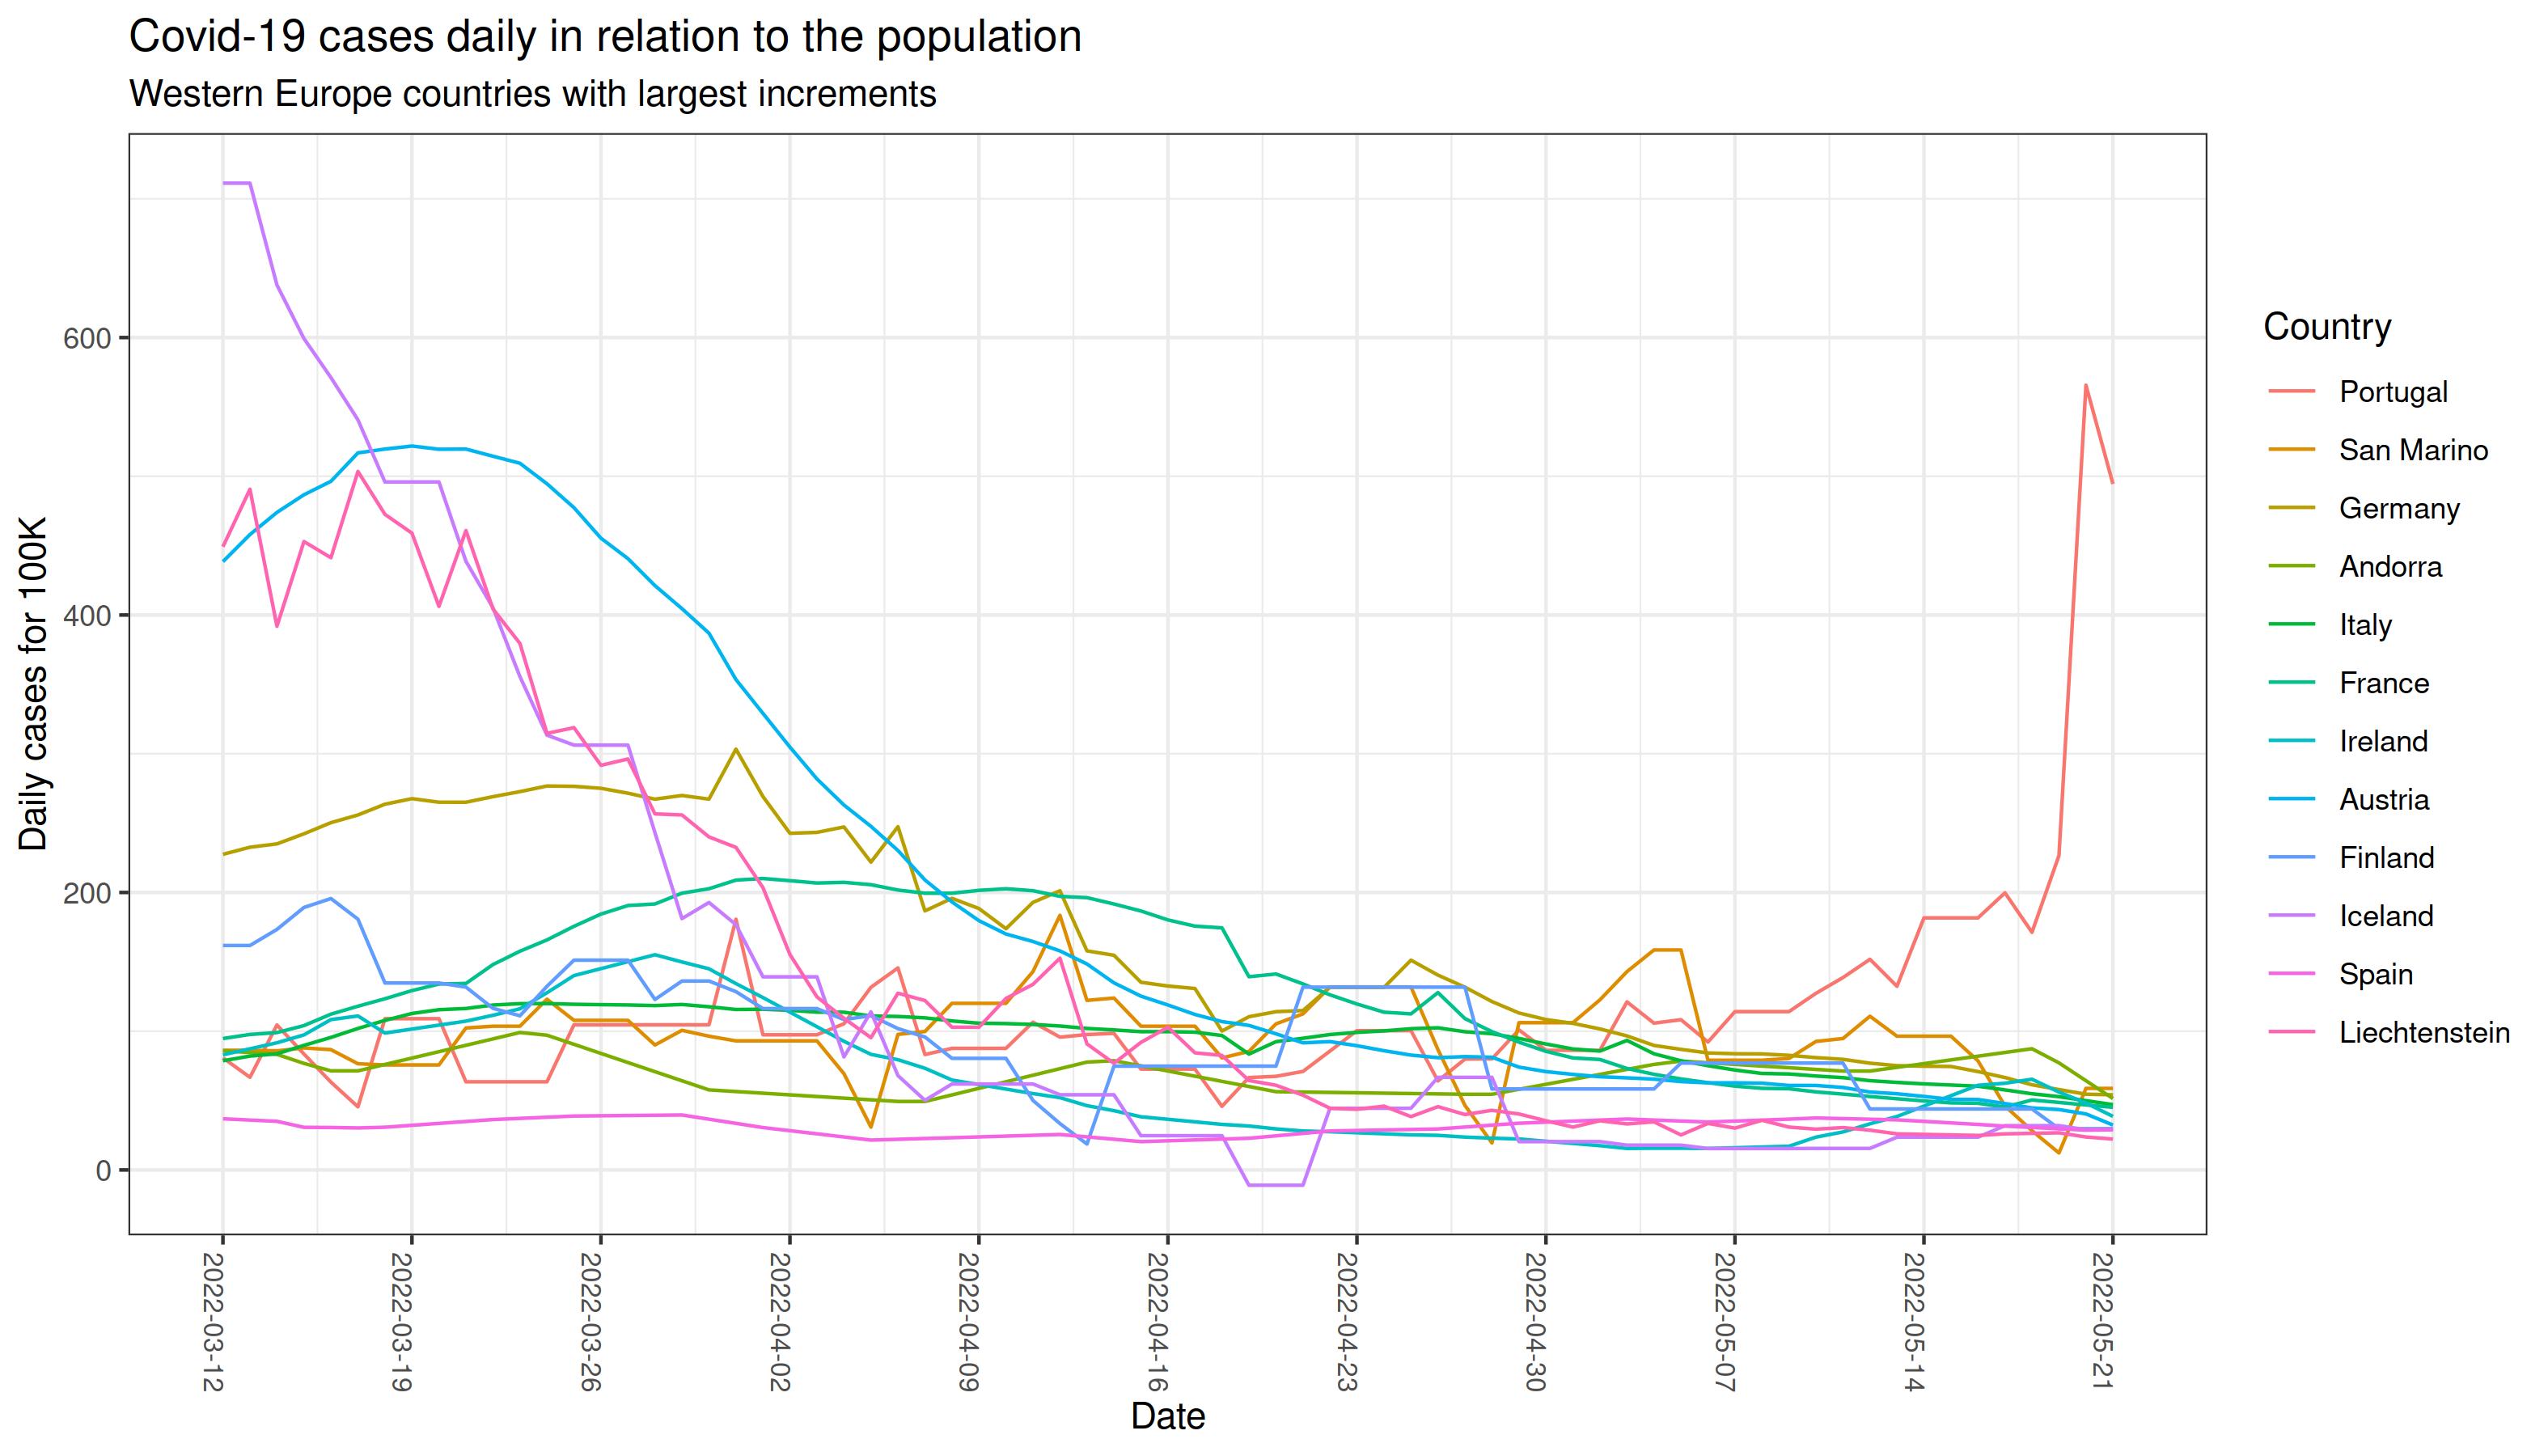 Covid-19 cases daily in relation to the population
Western Europe countries with largest increments
Daily cases for 100K
600
400
200
0
2022-03-12
2022-03-19
2022-03-26
2022-04-02
2022-04-09
2022-04-16
2022-04-23
2022-04-30
2022-05-07
2022-05-14
2022-05-21
Date
Country
Portugal
San Marino
Germany
Andorra
Italy
France
Ireland
Austria
Finland
Iceland
Spain
Liechtenstein